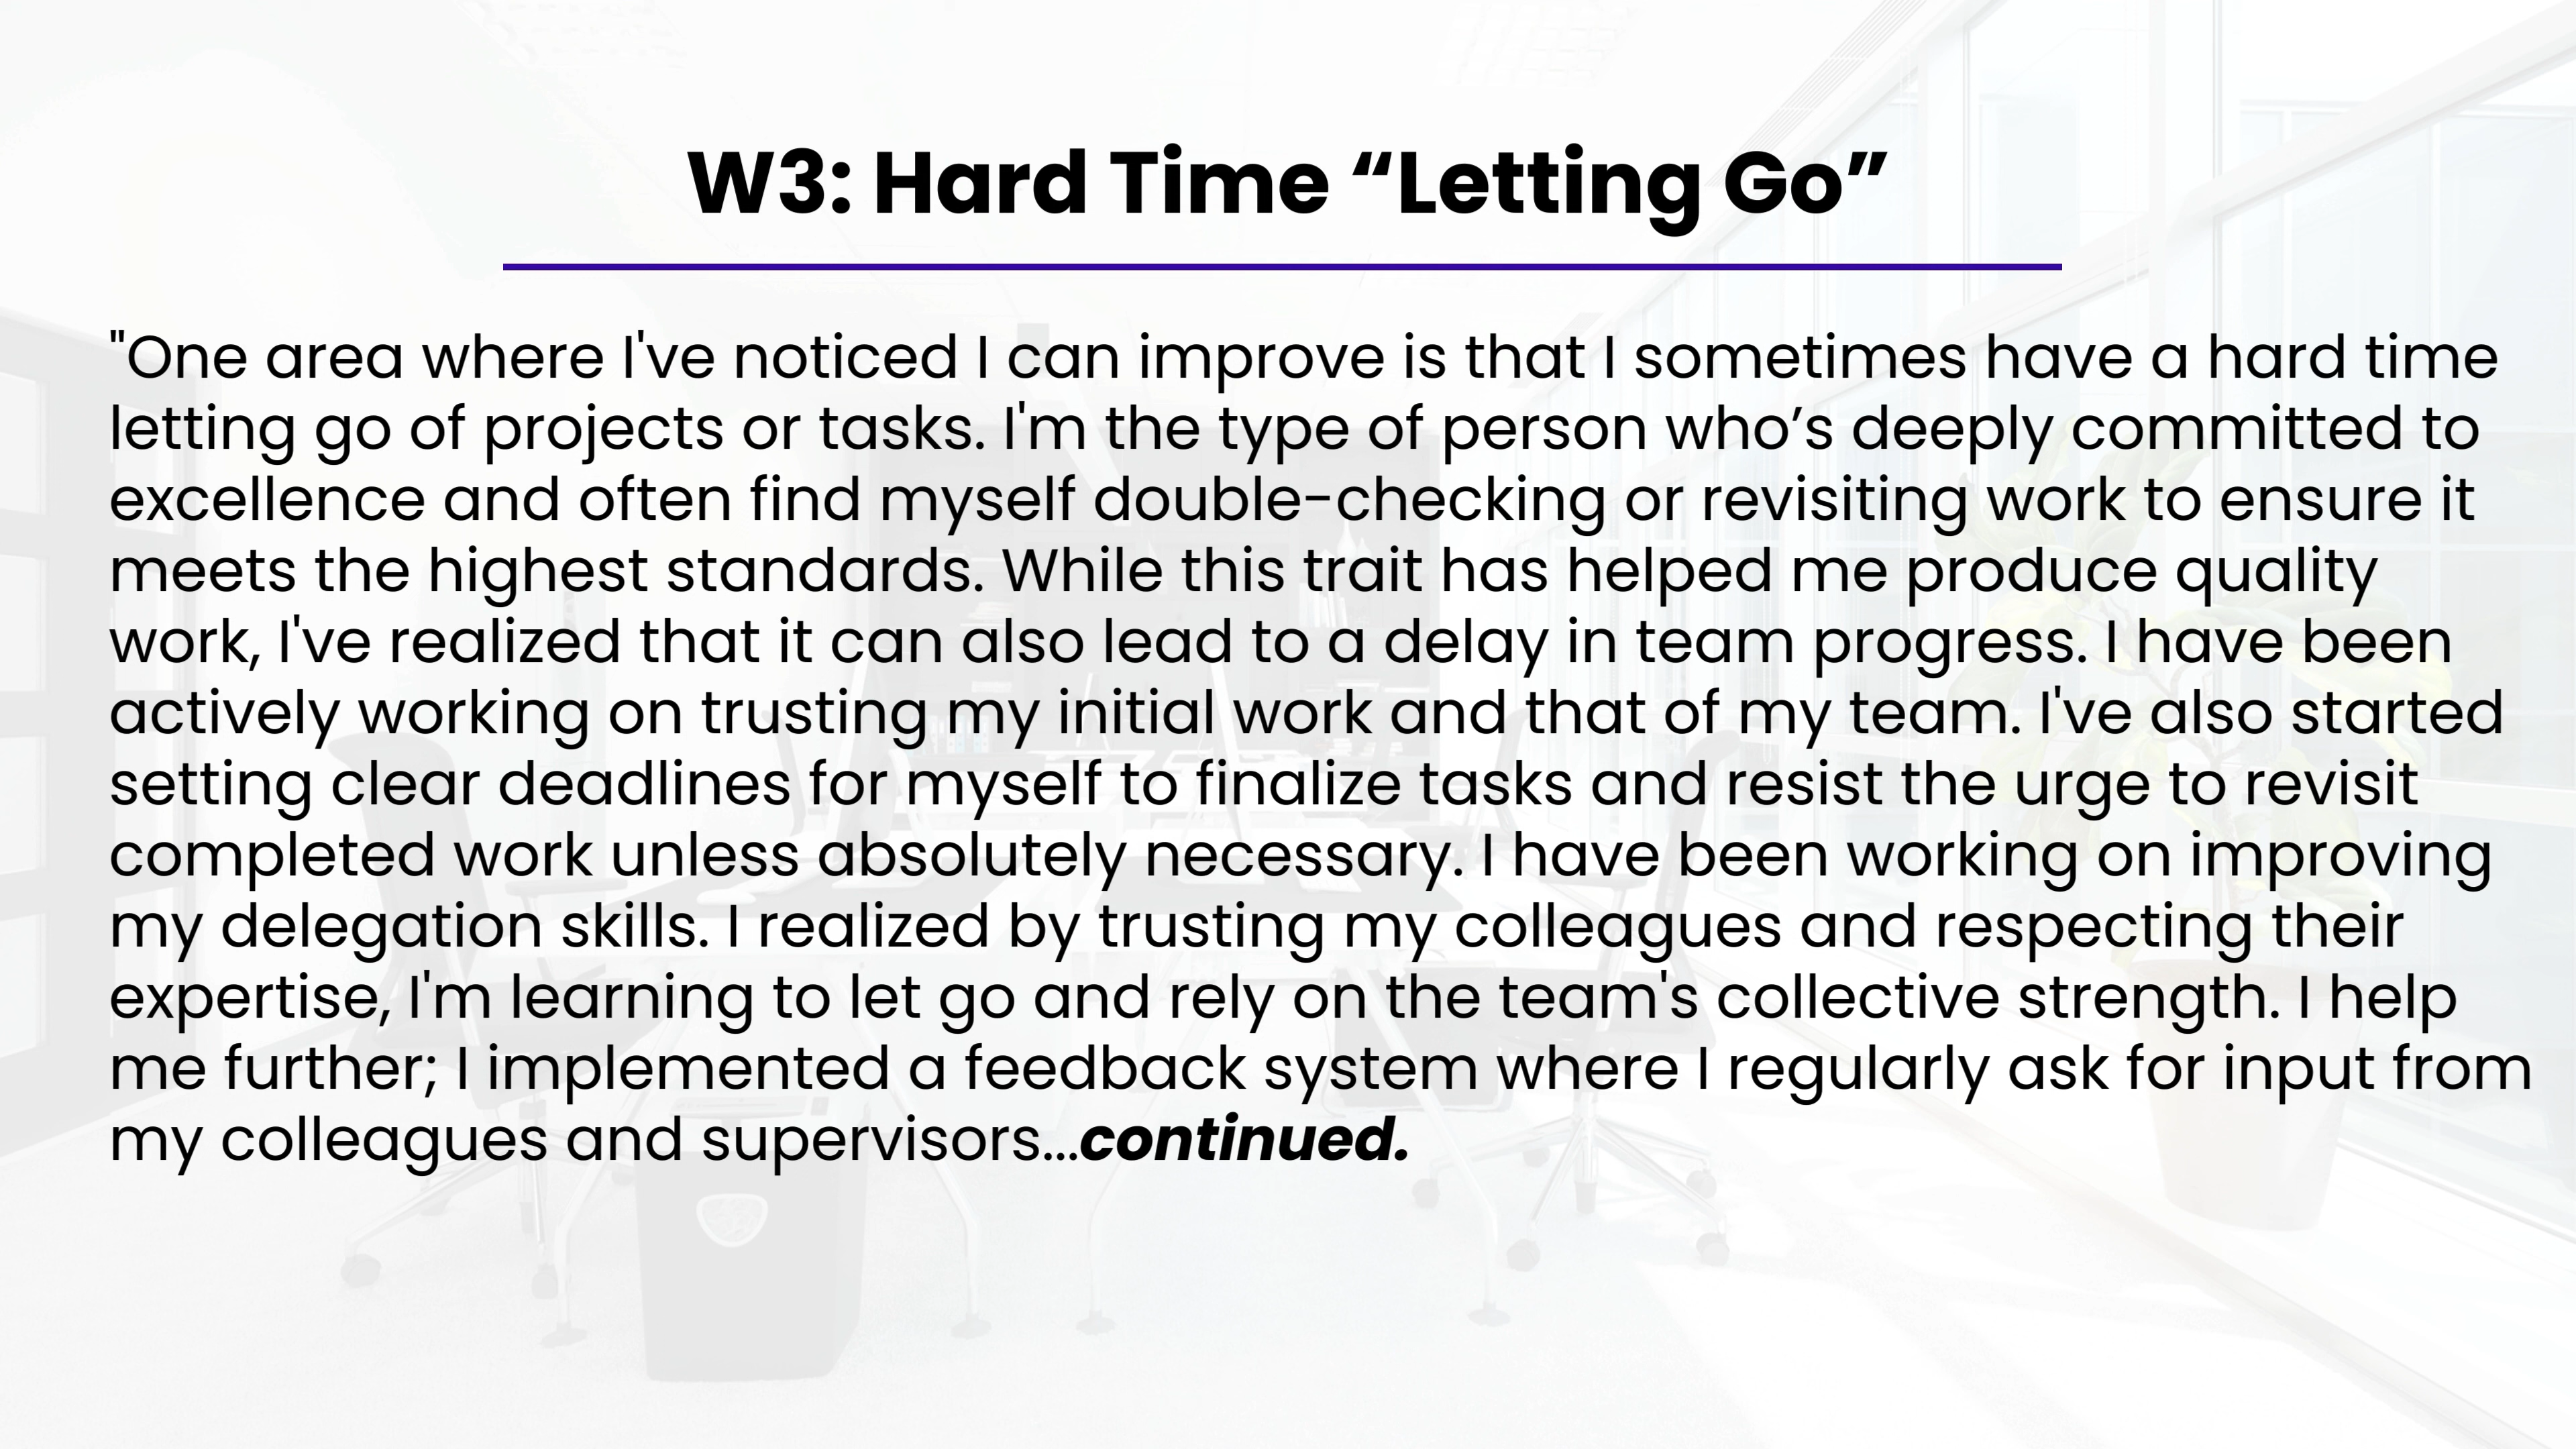 W3: Hard Time “Letting Go”
"One area where I've noticed I can improve is that I sometimes have a hard time
letting go of projects or tasks. I'm the type of person who’s deeply committed to
excellence and often find myself double-checking or revisiting work to ensure it
meets the highest standards. While this trait has helped me produce quality
work, I've realized that it can also lead to a delay in team progress. I have been
actively working on trusting my initial work and that of my team. I've also started
setting clear deadlines for myself to finalize tasks and resist the urge to revisit
completed work unless absolutely necessary. I have been working on improving
my delegation skills. I realized by trusting my colleagues and respecting their
expertise, I'm learning to let go and rely on the team's collective strength. I help
me further; I implemented a feedback system where I regularly ask for input from
my colleagues and supervisors...continued.